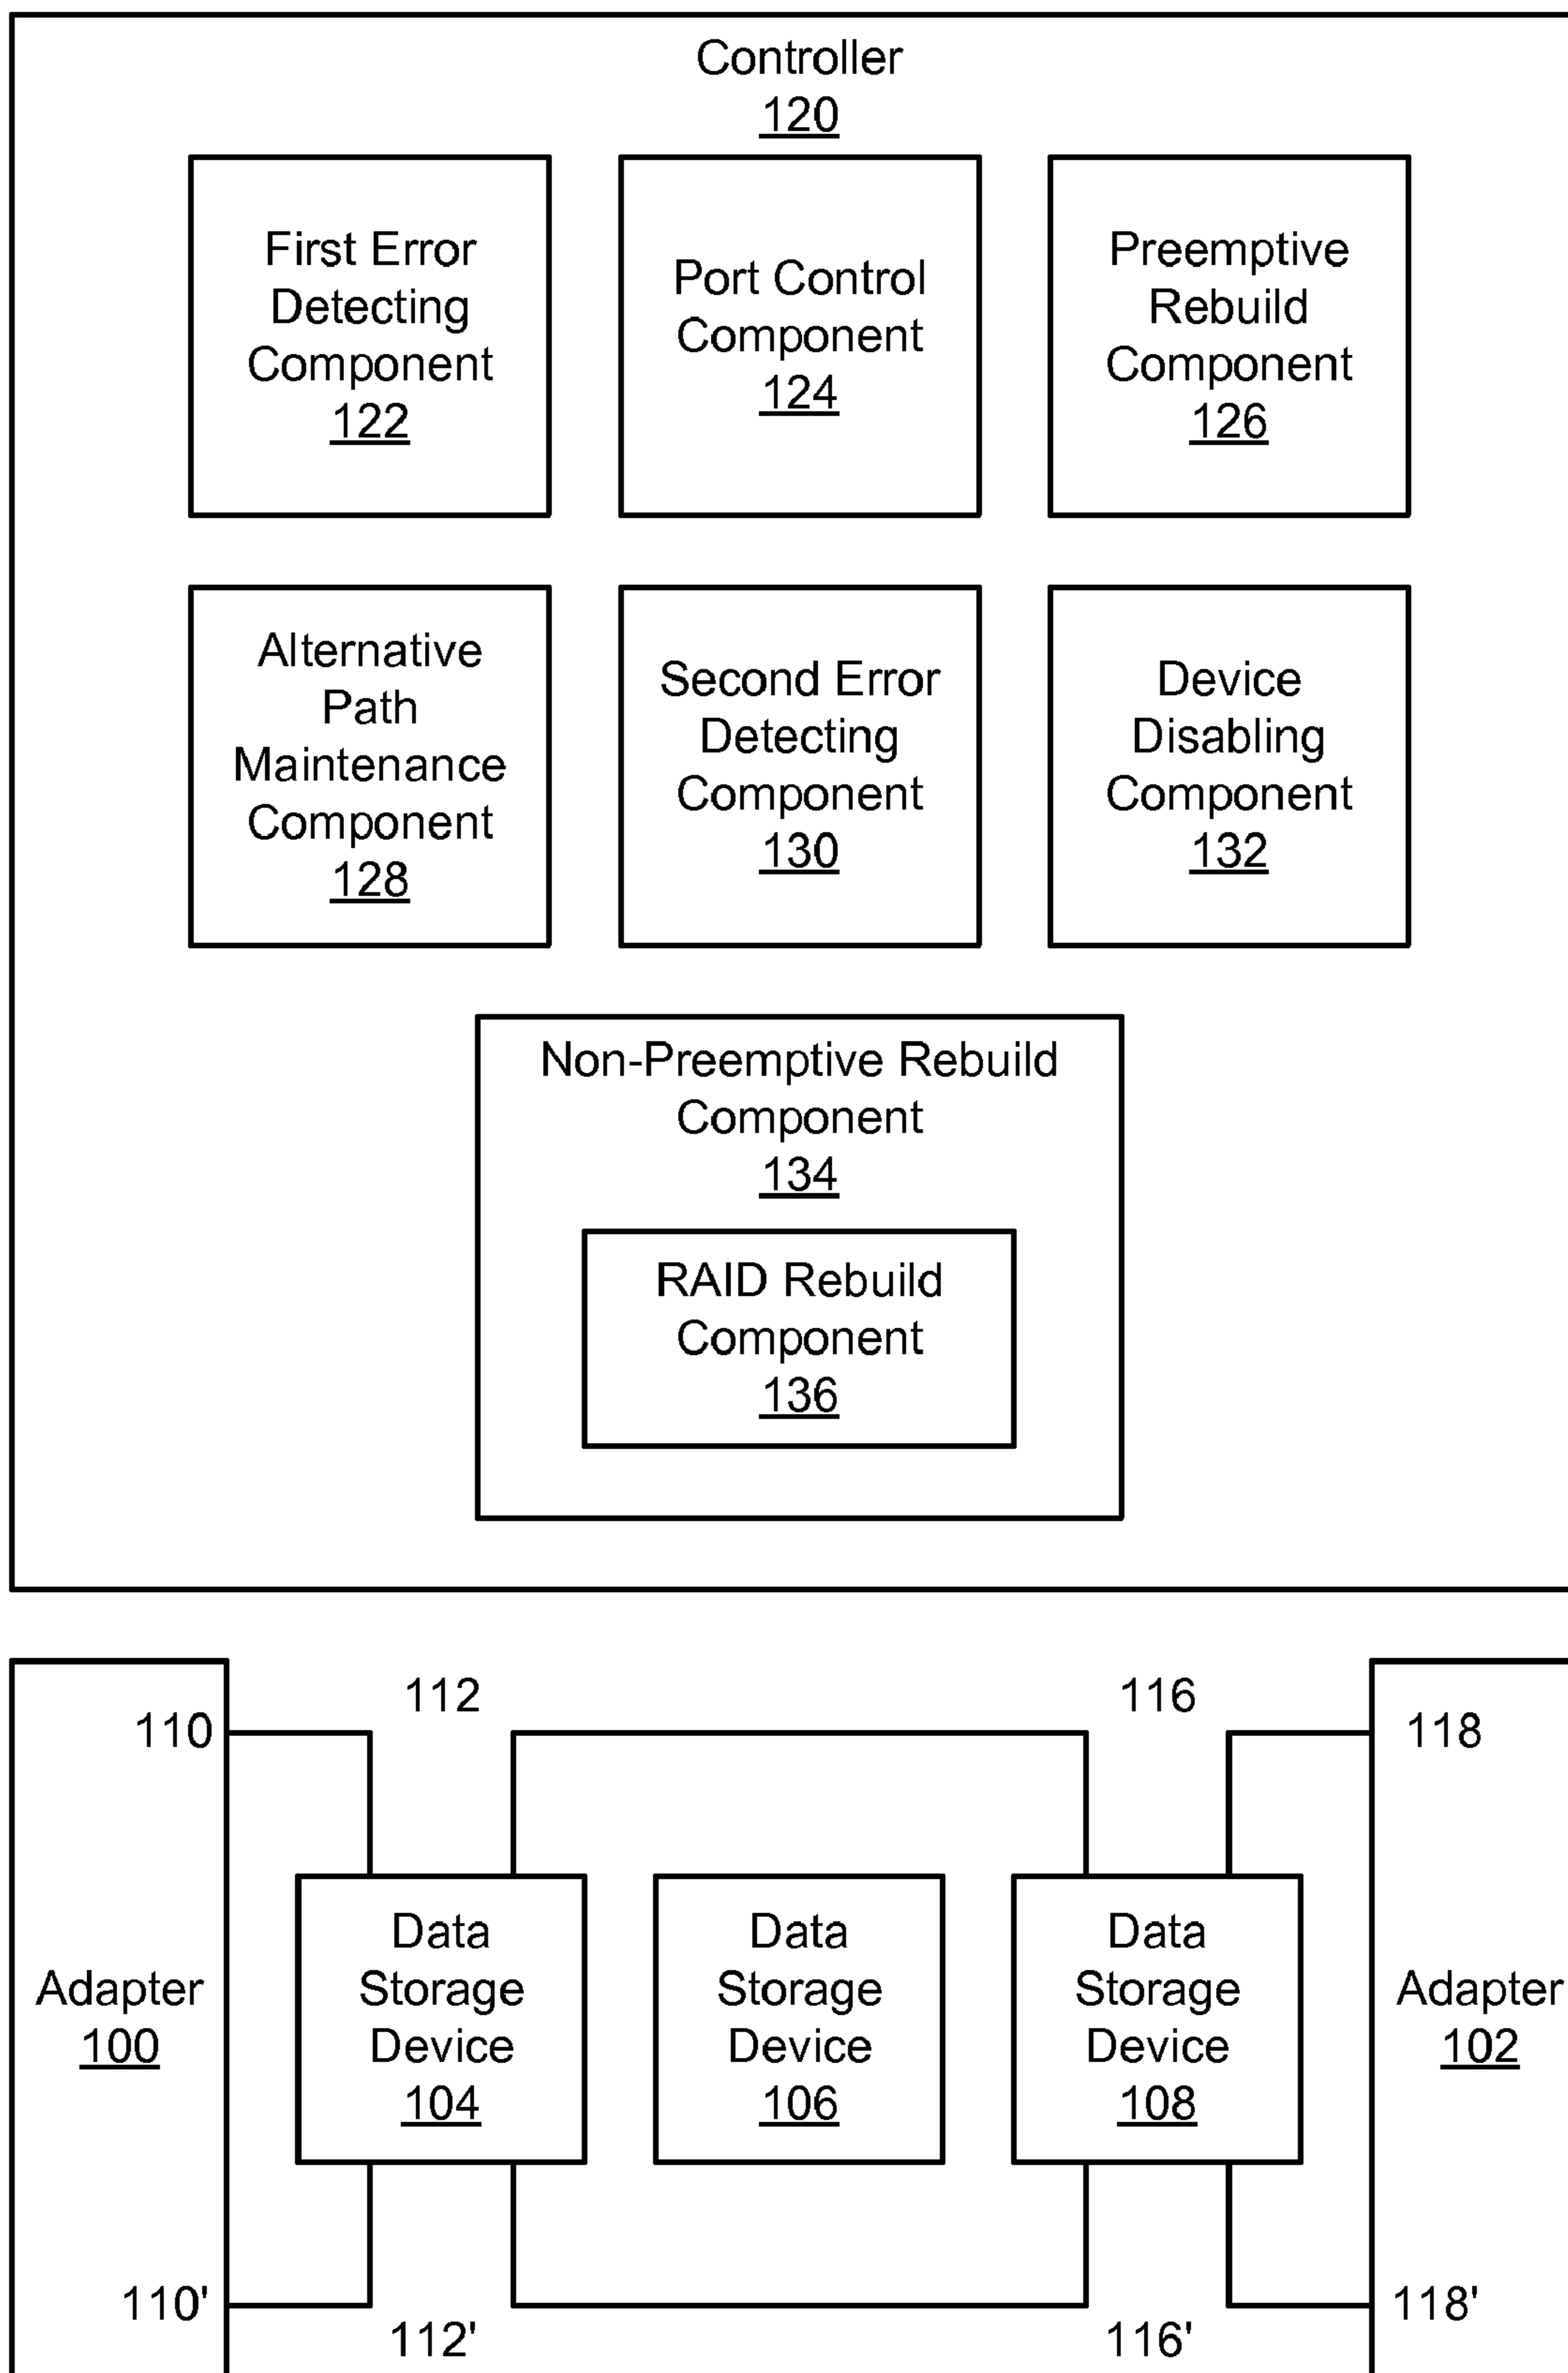 Controller
120
First Error
Detecting
Component
122
Port Control
Component
124
Preemptive
Rebuild
Component
126
Alternative
Path
Maintenance
Component
128
Second Error
Detecting
Component
130
Device
Disabling
Component
132
Non-Preemptive Rebuild
Component
134
RAID Rebuild
Component
136
112
116
110
118
Adapter
100
Data
Storage
Device
104
Data
Storage
Device
106
Data
Storage
Device
108
Adapter
102
110'
118'
112'
116'